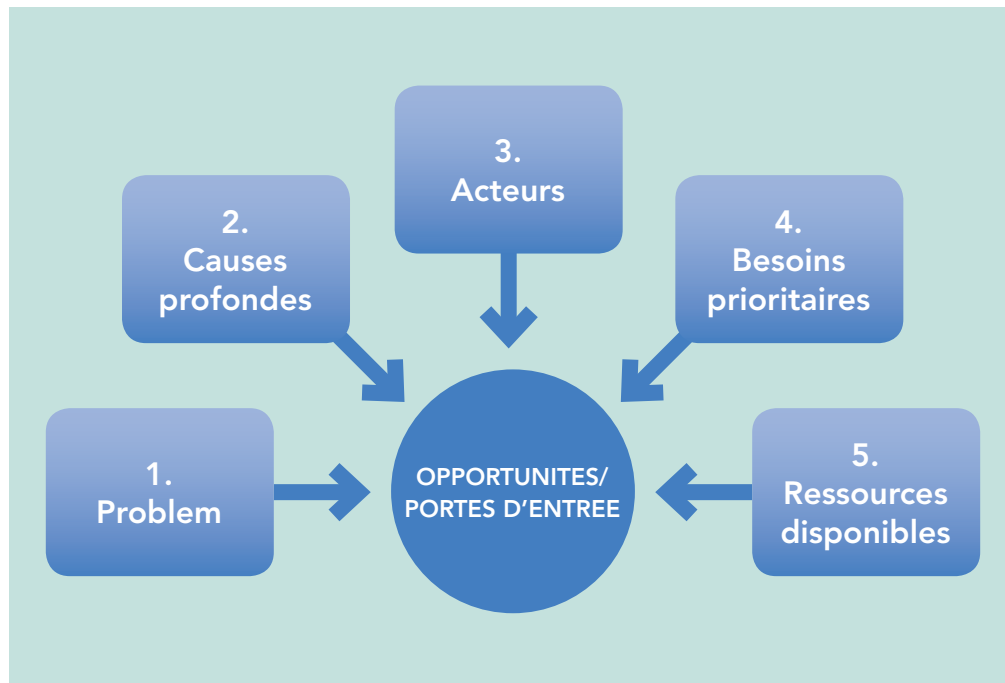 1.
Problem
2.
Causes
profondes
3.
Acteurs
4.
Besoins
prioritaires
5.
Ressources
disponibles
OPPORTUNITES/
PORTES D'ENTREE